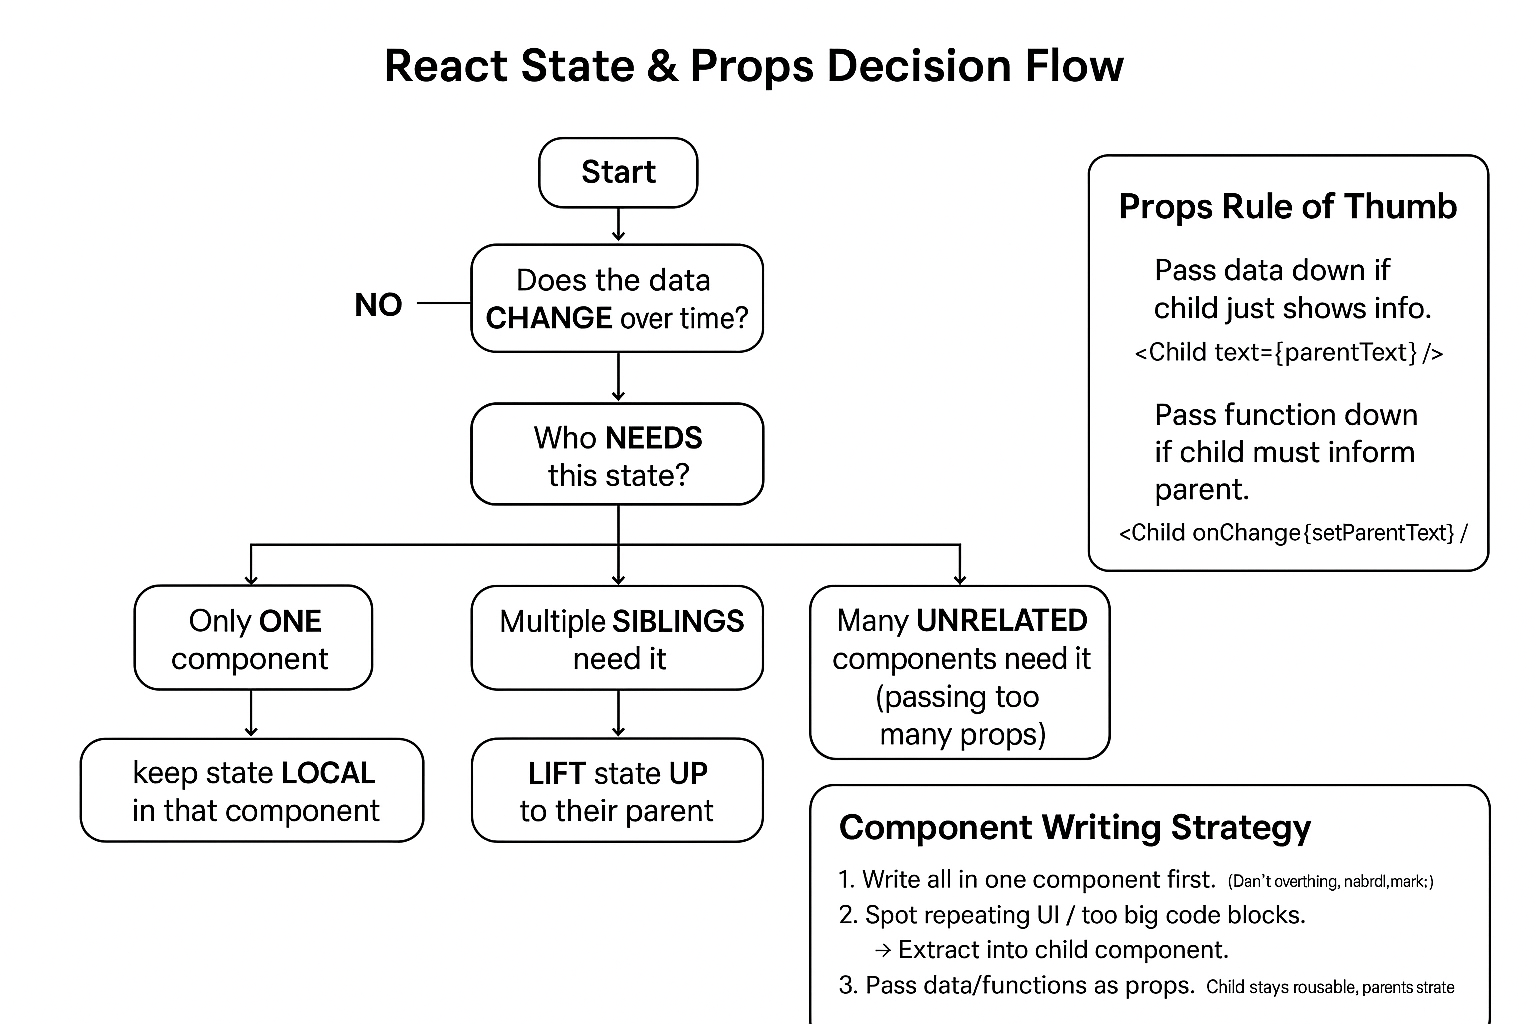 React State & Props Decision Flow
Start
Does the data
CHANGE over time?
NO
Who NEEDS
this state?
Only ONE
component
Multiple SIBLINGS
need it
Many UNRELATED
components need it
(passing too
many props)
keep state LOCAL
in that component
LIFT state UP
to their parent
Props Rule of Thumb
Pass data down if
child just shows info.
<Child text={parentText} />
Pass function down
if child must inform
parent.
<Child onChange{setParentText} /
Component Writing Strategy
1. Write all in one component first. (Dan't overthing, nabrdl,mark;)
2. Spot repeating UI / too big code blocks.
→ Extract into child component.
3. Pass data/functions as props. Child stays rousable, parents strate